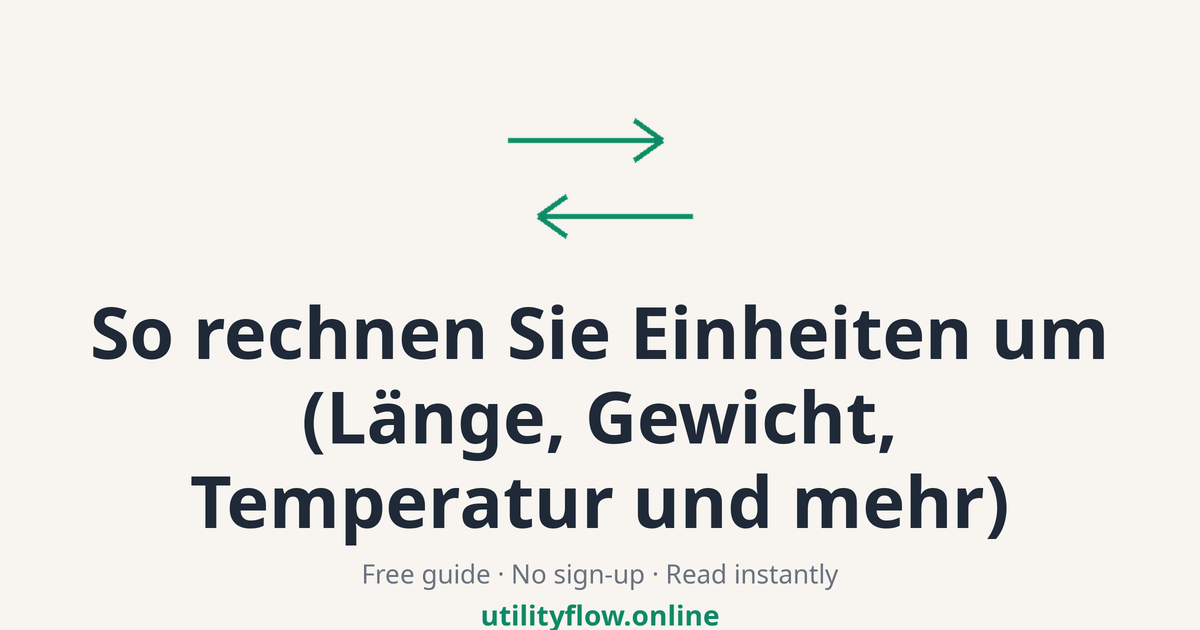 So rechnen Sie Einheiten um
(Länge, Gewicht,
Temperatur und mehr)
Free guide · No sign-up · Read instantly
utilityflow.online